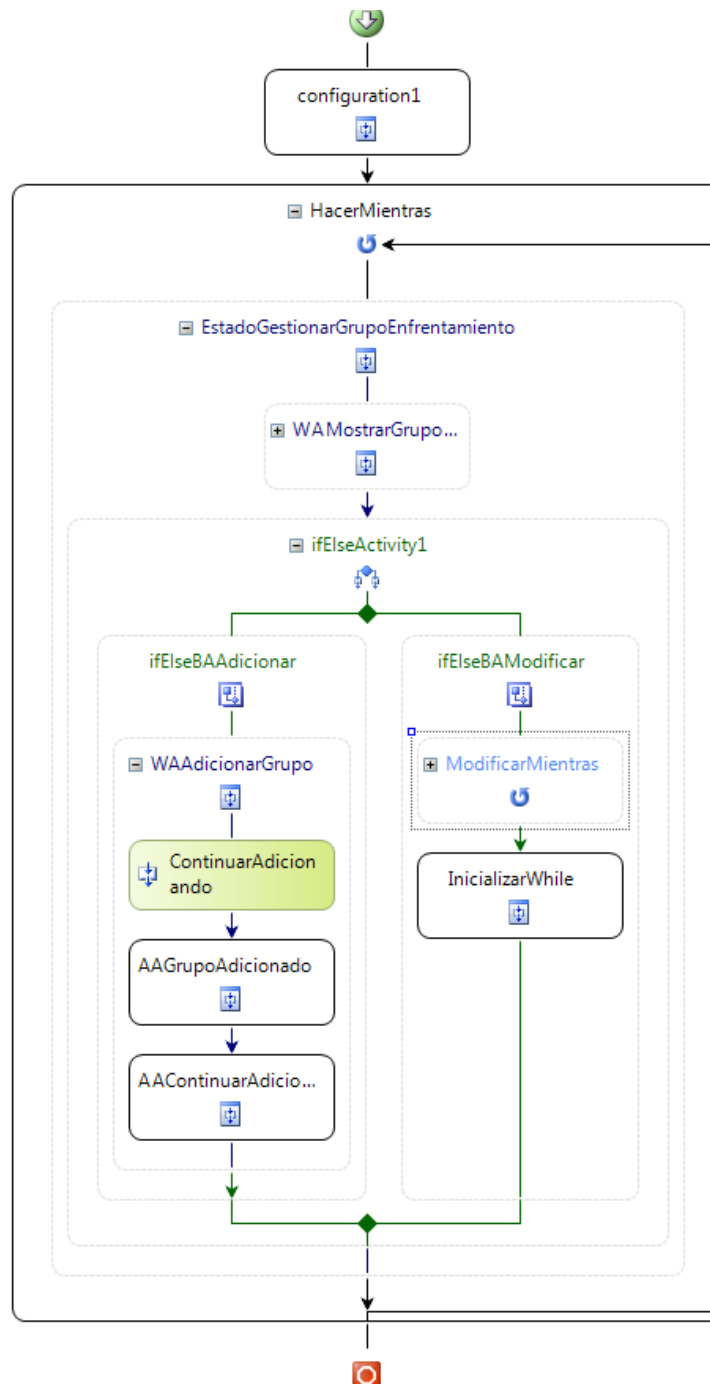 configuration1
HacerMientras
EstadoGestionarGrupoEnfrentamiento
WAMostrarGrupo...
ifElseActivity1
ifElseBAAdicionar
ifElseBAModificar
WAAdicionarGrupo
ModificarMientras
ContinuarAdicion
ando
InicializarWhile
AAGrupoAdicionado
AAContinuarAdicio...